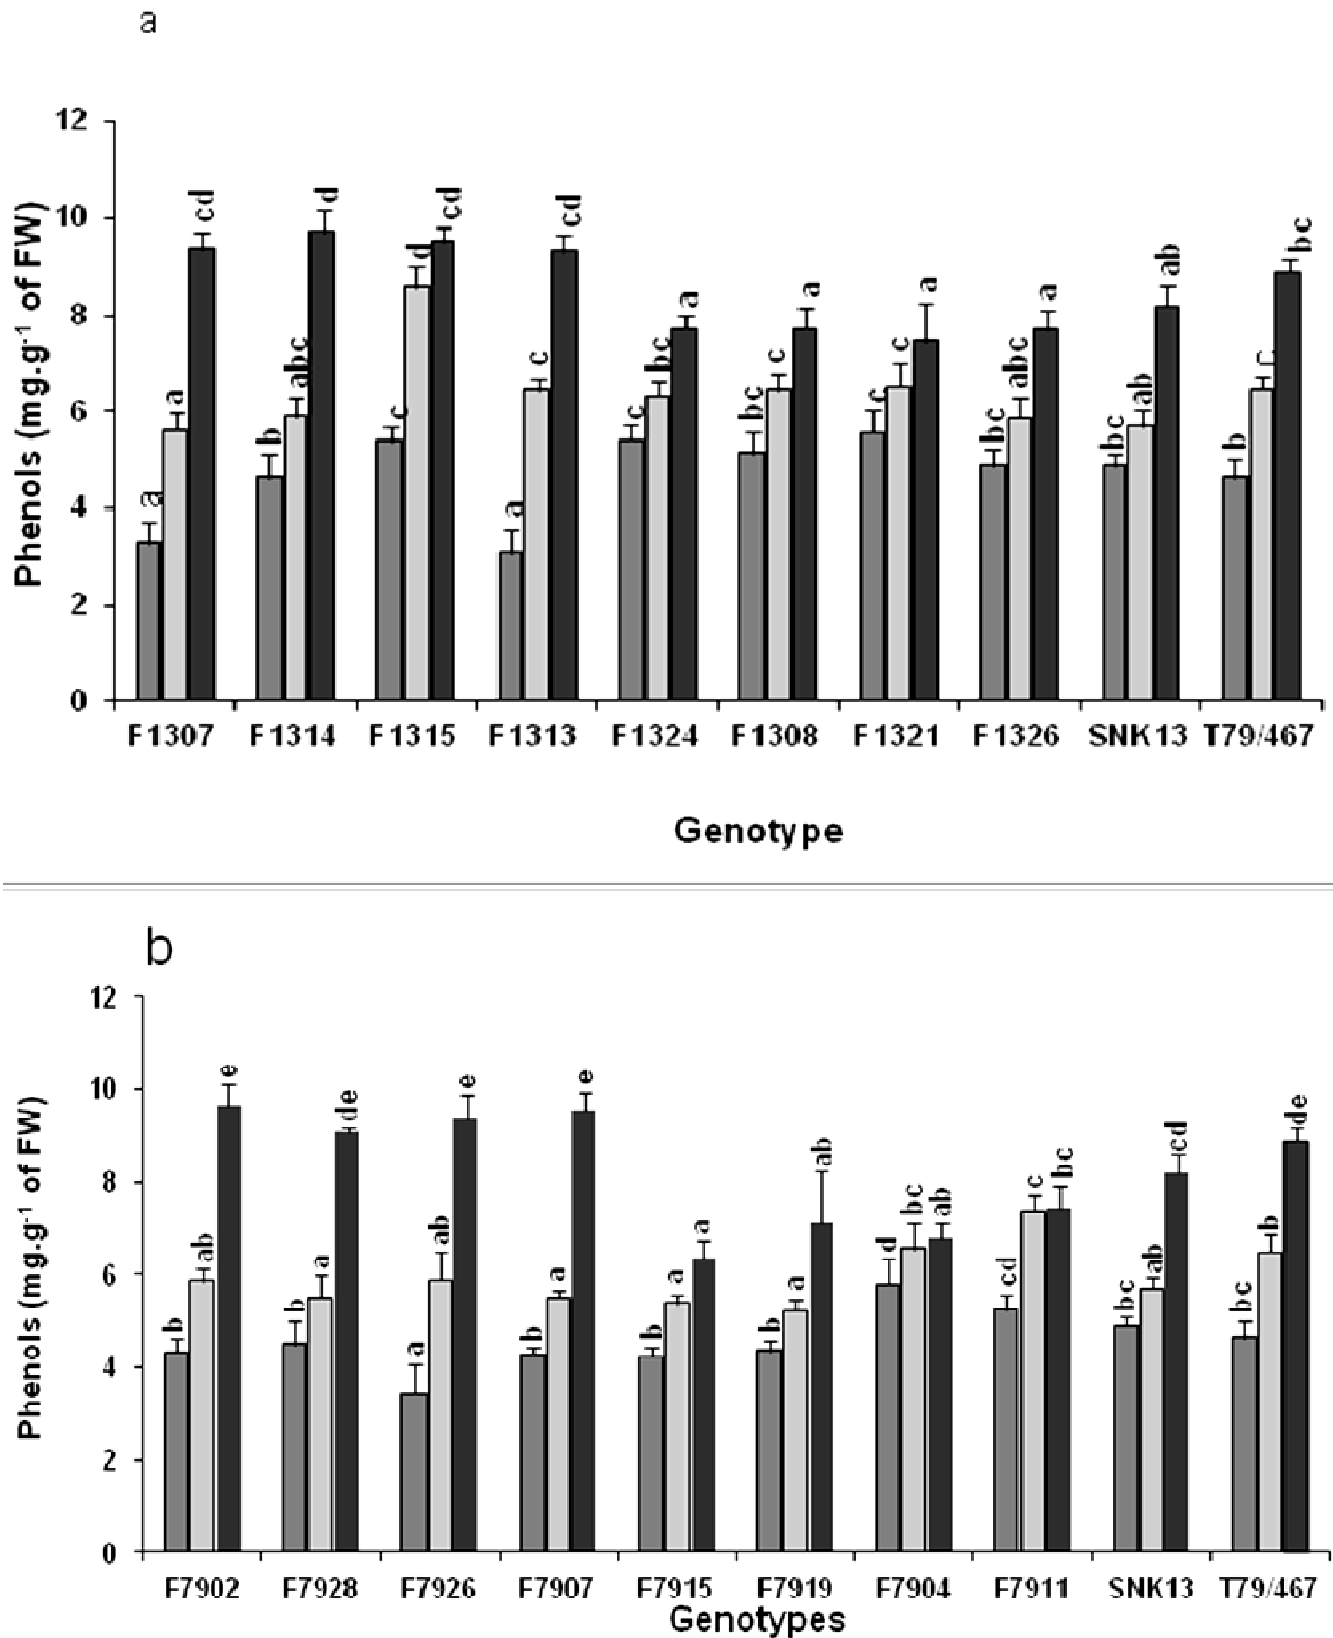 a
12
10
8
6
4
2
0
Phenols (mg.g-1 of FW)
a a cd
b abc d
c d cd
a c cd
c bc a
bc c a
c c a
bc abc a
bc ab ab
b c bc
F1307 F1314 F1315 F1313 F1324 F1308 F1321 F1326 SNK13 T79/467
Genotype
b
12
10
8
6
4
2
0
Phenols (mg.g-1 of FW)
b ab e
b a de
a ab e
b a e
b a a
b a ab
d bc ab
cd c bc
bc ab cd
bc b de
F7902 F7928 F7926 F7907 F7915 F7919 F7904 F7911 SNK13 T79/467
Genotypes